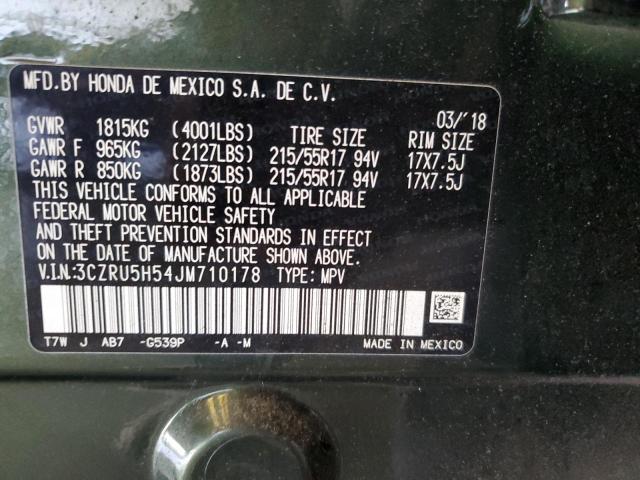 MFD.BY HONDA DE MEXICO S.A. DE C.V.
03/'18
GVWR 1815KG (4001LBS) TIRE SIZE RIM SIZE
GAWR F 965KG (2127LBS) 215/55R17 94V 17X7.5J
GAWR R 850KG (1873LBS) 215/55R17 94V 17X7.5J
THIS VEHICLE CONFORMS TO ALL APPLICABLE
FEDERAL MOTOR VEHICLE SAFETY
AND THEFT PREVENTION STANDARDS IN EFFECT
ON THE DATE OF MANUFACTURE SHOWN ABOVE.
V.I.N:3CZRU5H54JM710178 TYPE: MPV
T7W J AB7 -G539P -A -M MADE IN MEXICO